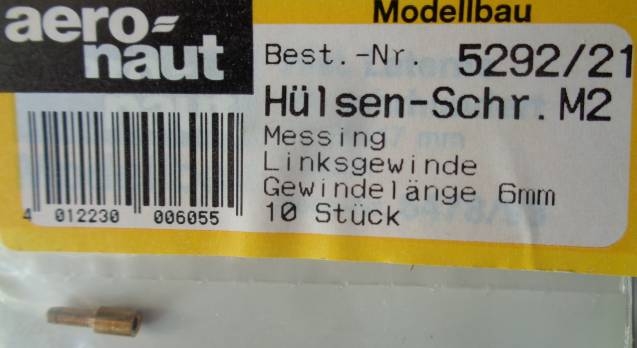 aero-
naut
Modellbau
Best.-Nr. 5292/21
Hülsen-Schr. M2
Messing
Linksgewinde
Gewindelänge 6mm
10 Stück
4 012230 006055